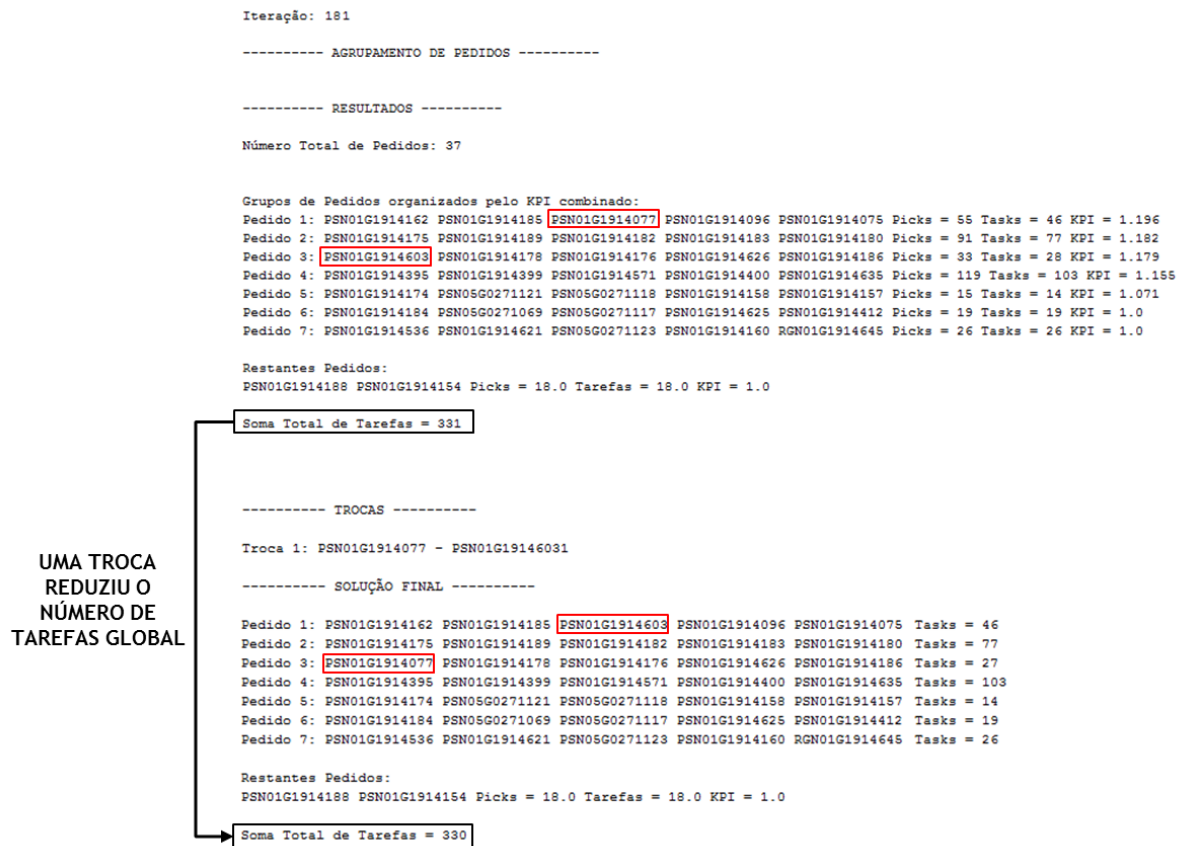 Iteração: 181
---------- AGRUPAMENTO DE PEDIDOS ----------
---------- RESULTADOS ----------
Número Total de Pedidos: 37
Grupos de Pedidos organizados pelo KPI combinado:
Pedido 1: PSN01G1914162 PSN01G1914185 PSN01G1914077 PSN01G1914096 PSN01G1914075 Picks = 55 Tasks = 46 KPI = 1.196
Pedido 2: PSN01G1914175 PSN01G1914189 PSN01G1914182 PSN01G1914183 PSN01G1914180 Picks = 91 Tasks = 77 KPI = 1.182
Pedido 3: PSN01G1914603 PSN01G1914178 PSN01G1914176 PSN01G1914626 PSN01G1914186 Picks = 33 Tasks = 28 KPI = 1.179
Pedido 4: PSN01G1914395 PSN01G1914399 PSN01G1914571 PSN01G1914400 PSN01G1914635 Picks = 119 Tasks = 103 KPI = 1.155
Pedido 5: PSN01G1914174 PSN05G0271121 PSN05G0271118 PSN01G1914158 PSN01G1914157 Picks = 15 Tasks = 14 KPI = 1.071
Pedido 6: PSN01G1914184 PSN05G0271069 PSN05G0271117 PSN01G1914625 PSN01G1914412 Picks = 19 Tasks = 19 KPI = 1.0
Pedido 7: PSN01G1914536 PSN01G1914621 PSN05G0271123 PSN01G1914160 RGN01G1914645 Picks = 26 Tasks = 26 KPI = 1.0
Restantes Pedidos:
PSN01G1914188 PSN01G1914154 Picks = 18.0 Tarefas = 18.0 KPI = 1.0
Soma Total de Tarefas = 331
---------- TROCAS ----------
Troca 1: PSN01G1914077 - PSN01G19146031
UMA TROCA
REDUZIU O
NÚMERO DE
TAREFAS GLOBAL
---------- SOLUÇÃO FINAL ----------
Pedido 1: PSN01G1914162 PSN01G1914185 PSN01G1914603 PSN01G1914096 PSN01G1914075 Tasks = 46
Pedido 2: PSN01G1914175 PSN01G1914189 PSN01G1914182 PSN01G1914183 PSN01G1914180 Tasks = 77
Pedido 3: PSN01G1914077 PSN01G1914178 PSN01G1914176 PSN01G1914626 PSN01G1914186 Tasks = 27
Pedido 4: PSN01G1914395 PSN01G1914399 PSN01G1914571 PSN01G1914400 PSN01G1914635 Tasks = 103
Pedido 5: PSN01G1914174 PSN05G0271121 PSN05G0271118 PSN01G1914158 PSN01G1914157 Tasks = 14
Pedido 6: PSN01G1914184 PSN05G0271069 PSN05G0271117 PSN01G1914625 PSN01G1914412 Tasks = 19
Pedido 7: PSN01G1914536 PSN01G1914621 PSN05G0271123 PSN01G1914160 RGN01G1914645 Tasks = 26
Restantes Pedidos:
PSN01G1914188 PSN01G1914154 Picks = 18.0 Tarefas = 18.0 KPI = 1.0
Soma Total de Tarefas = 330